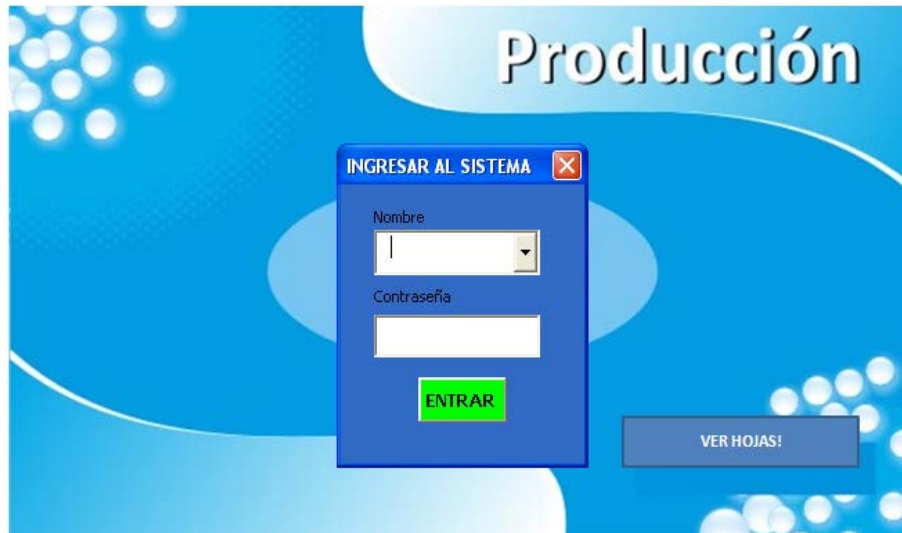 Producción
INGRESAR AL SISTEMA
Nombre
Contraseña
ENTRAR
VER HOJAS!